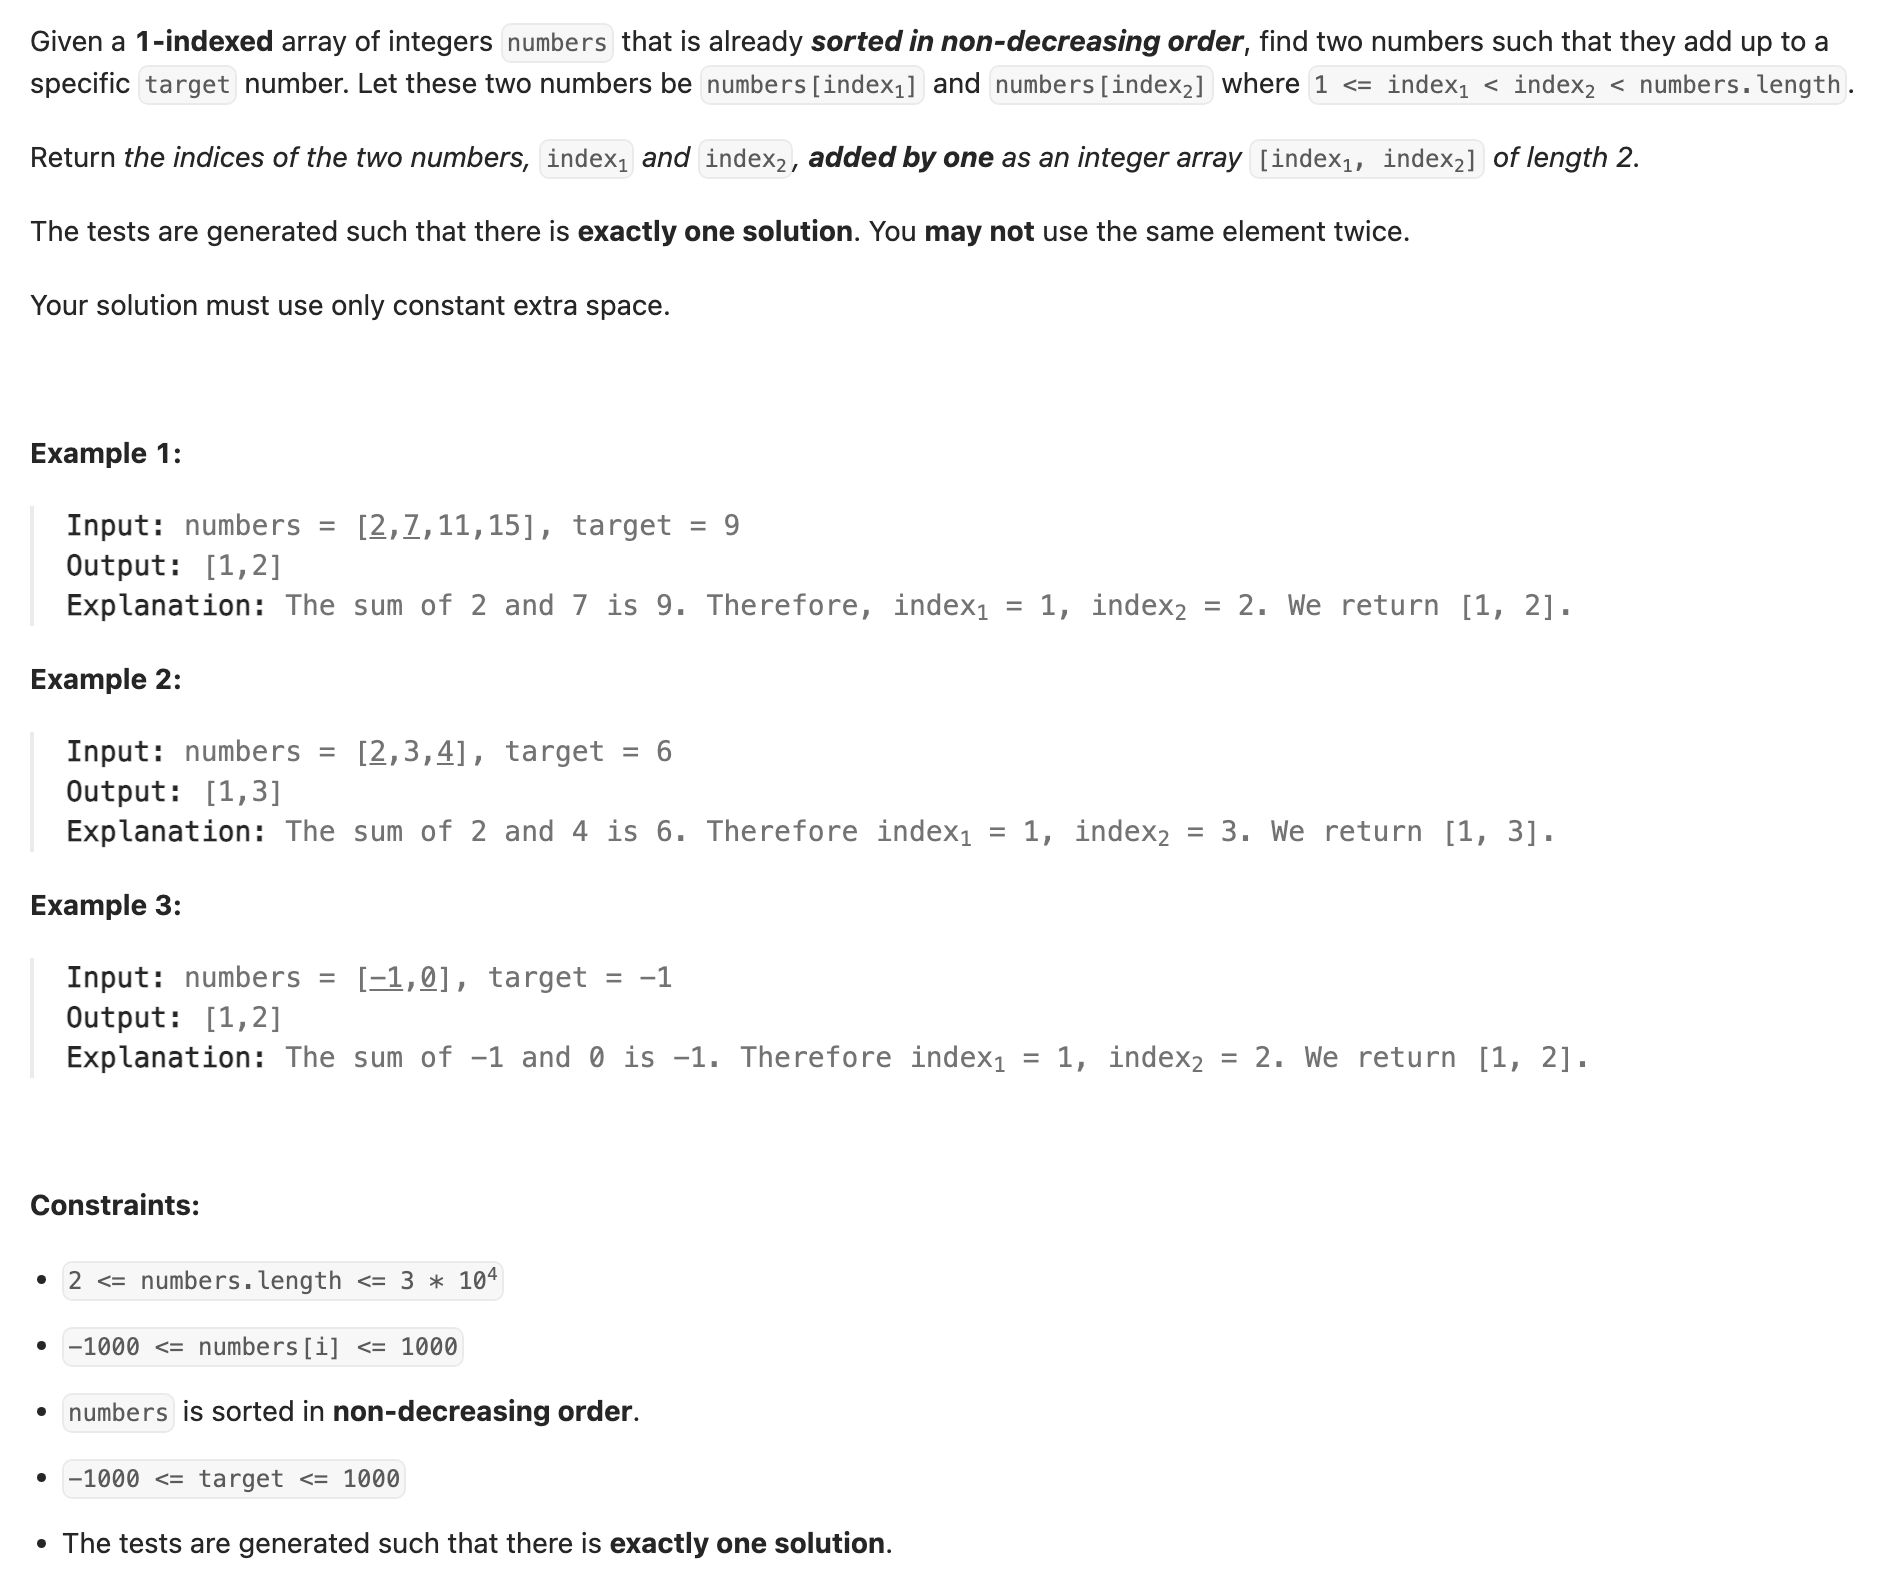 Given a 1-indexed array of integers numbers that is already sorted in non-decreasing order, find two numbers such that they add up to a
specific target number. Let these two numbers be numbers[index₁] and numbers[index₂] where 1 <= index₁ < index₂ < numbers.length.
Return the indices of the two numbers, index₁ and index₂, added by one as an integer array [index₁, index₂] of length 2.
The tests are generated such that there is exactly one solution. You may not use the same element twice.
Your solution must use only constant extra space.
Example 1:
Input: numbers = [2,7,11,15], target = 9
Output: [1,2]
Explanation: The sum of 2 and 7 is 9. Therefore, index₁ = 1, index₂ = 2. We return [1, 2].
Example 2:
Input: numbers = [2,3,4], target = 6
Output: [1,3]
Explanation: The sum of 2 and 4 is 6. Therefore index₁ = 1, index₂ = 3. We return [1, 3].
Example 3:
Input: numbers = [-1,0], target = -1
Output: [1,2]
Explanation: The sum of -1 and 0 is -1. Therefore index₁ = 1, index₂ = 2. We return [1, 2].
Constraints:
• 2 <= numbers.length <= 3 * 10⁴
• -1000 <= numbers[i] <= 1000
• numbers is sorted in non-decreasing order.
• -1000 <= target <= 1000
• The tests are generated such that there is exactly one solution.